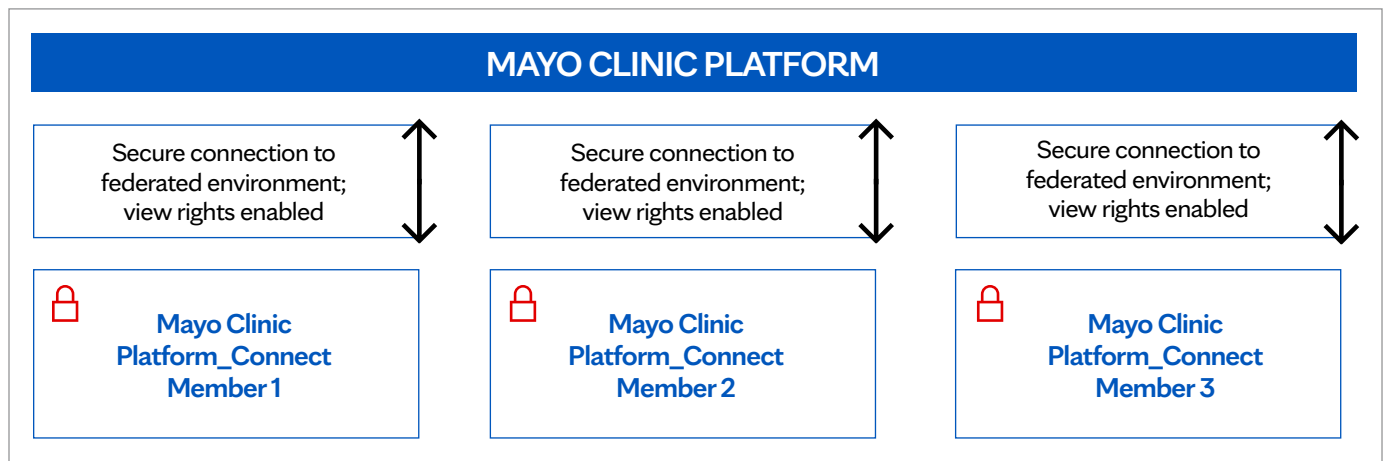 MAYO CLINIC PLATFORM
Secure connection to
federated environment;
view rights enabled
Secure connection to
federated environment;
view rights enabled
Secure connection to
federated environment;
view rights enabled
Mayo Clinic
Platform_Connect
Member 1
Mayo Clinic
Platform_Connect
Member 2
Mayo Clinic
Platform_Connect
Member 3